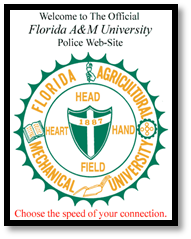 Welcome to The Official
Florida A&M University
Police Web-Site
FLORIDA AGRICULTURAL
MECHANICAL UNIVERSITY
HEAD
1887
HEART HAND
FIELD
Choose the speed of your connection.